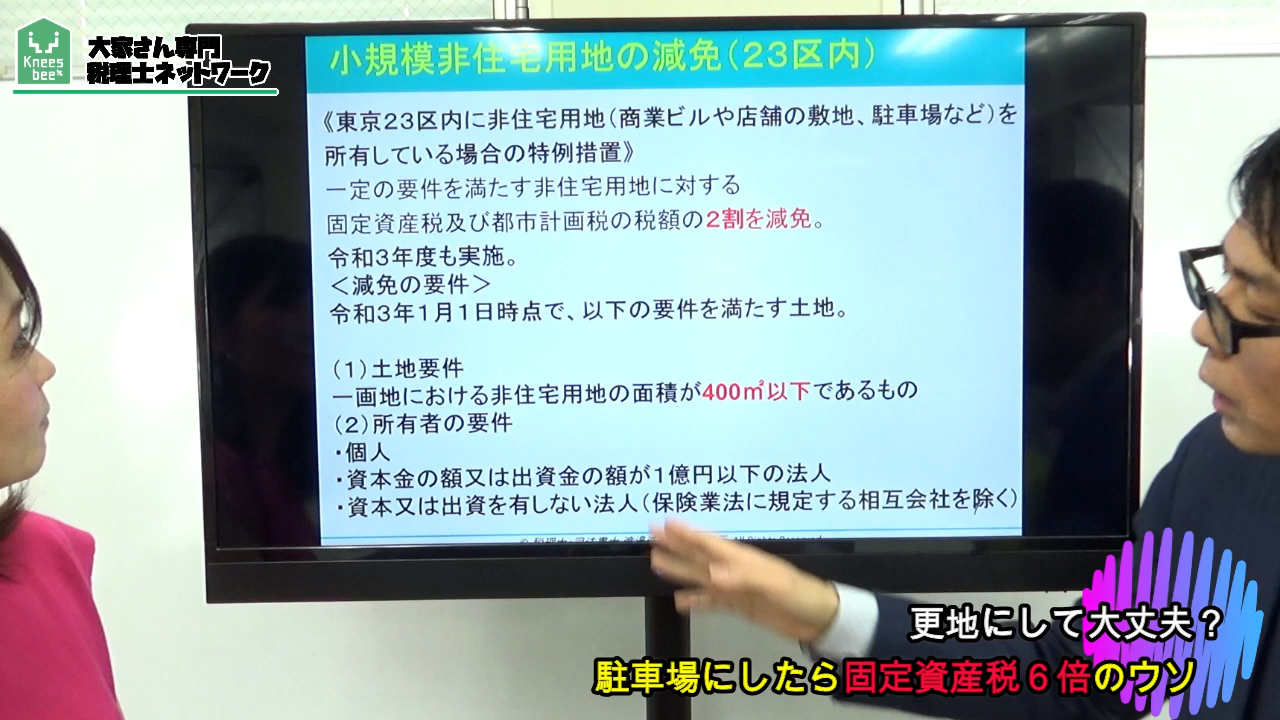 Knees bee税
大家さん専門
税理士ネットワーク
小規模非住宅用地の減免（２３区内）
《東京２３区内に非住宅用地（商業ビルや店舗の敷地、駐車場など）を
所有している場合の特例措置》
一定の要件を満たす非住宅用地に対する
固定資産税及び都市計画税の税額の２割を減免。
令和３年度も実施。
＜減免の要件＞
令和３年１月１日時点で、以下の要件を満たす土地。
（１）土地要件
一画地における非住宅用地の面積が400㎡以下であるもの
（２）所有者の要件
・個人
・資本金の額又は出資金の額が１億円以下の法人
・資本又は出資を有しない法人（保険業法に規定する相互会社を除く）
更地にして大丈夫？
駐車場にしたら固定資産税６倍のウソ